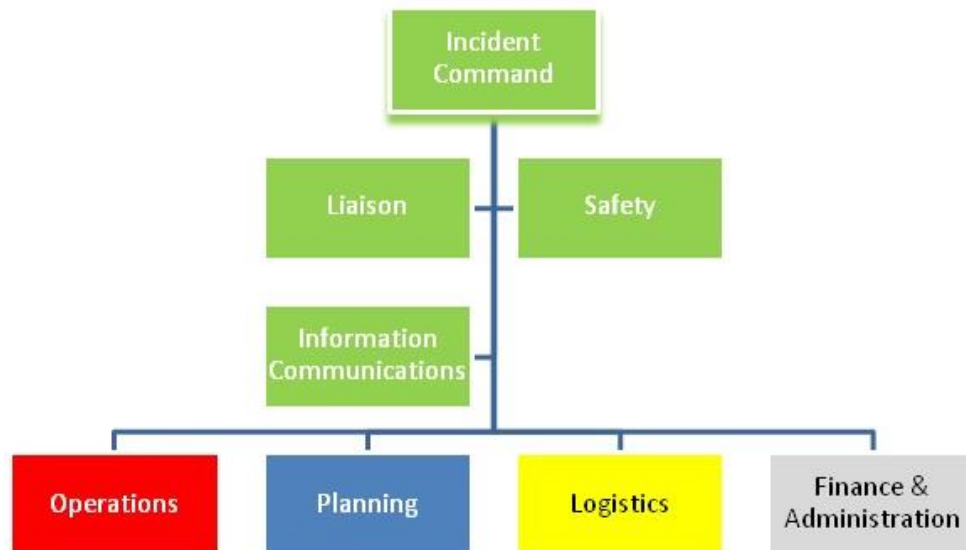 Incident
Command
Liaison
Safety
Information
Communications
Operations
Planning
Logistics
Finance &
Administration